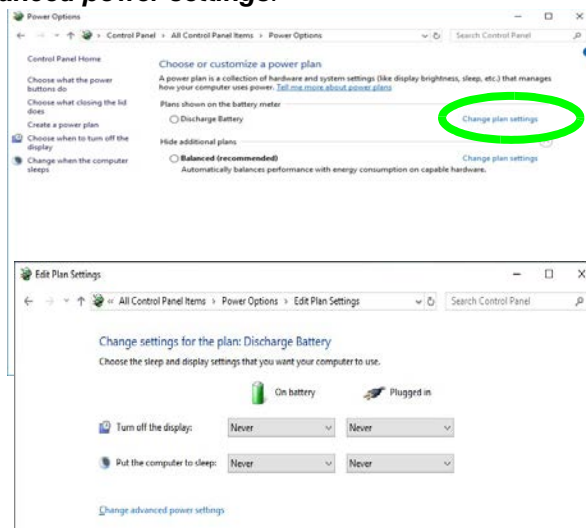 anced power settings.
Power Options
Control Panel > All Control Panel Items > Power Options
Search Control Panel
Control Panel Home
Choose what the power
buttons do
Choose what closing the lid
does
Create a power plan
Choose when to turn off the
display
Change when the computer
sleeps
Choose or customize a power plan
A power plan is a collection of hardware and system settings (like display brightness, sleep, etc.) that manages
how your computer uses power. Tell me more about power plans
Plans shown on the battery meter
Discharge Battery
Change plan settings
Hide additional plans
Balanced (recommended)
Change plan settings
Automatically balances performance with energy consumption on capable hardware.
Edit Plan Settings
« All Control Panel Items > Power Options > Edit Plan Settings
Search Control Panel
Change settings for the plan: Discharge Battery
Choose the sleep and display settings that you want your computer to use.
On battery
Plugged in
Turn off the display:
Never
Never
Put the computer to sleep:
Never
Never
Change advanced power settings